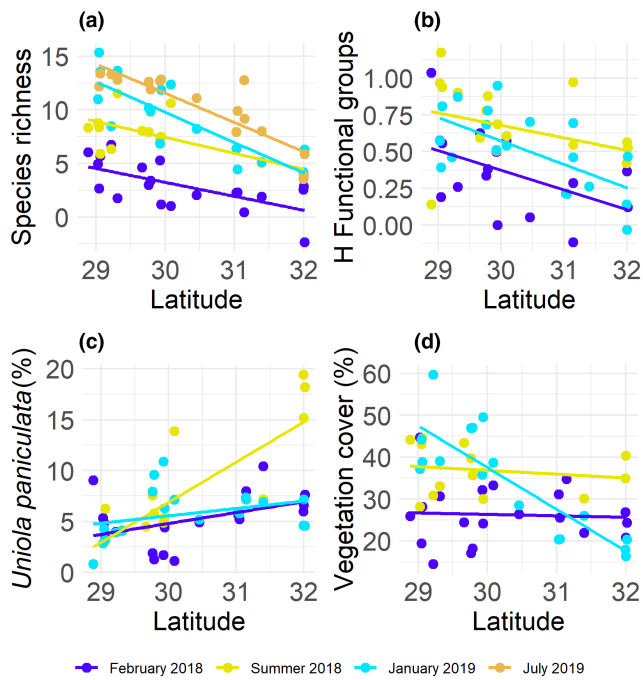 (a)
Species richness
15
10
5
0
29 30 31 32
Latitude
(b)
H Functional groups
1.00
0.75
0.50
0.25
0.00
29 30 31 32
Latitude
(c)
Uniola paniculata(%)
20
15
10
5
0
29 30 31 32
Latitude
(d)
Vegetation cover (%)
60
50
40
30
20
29 30 31 32
Latitude
February 2018 Summer 2018 January 2019 July 2019